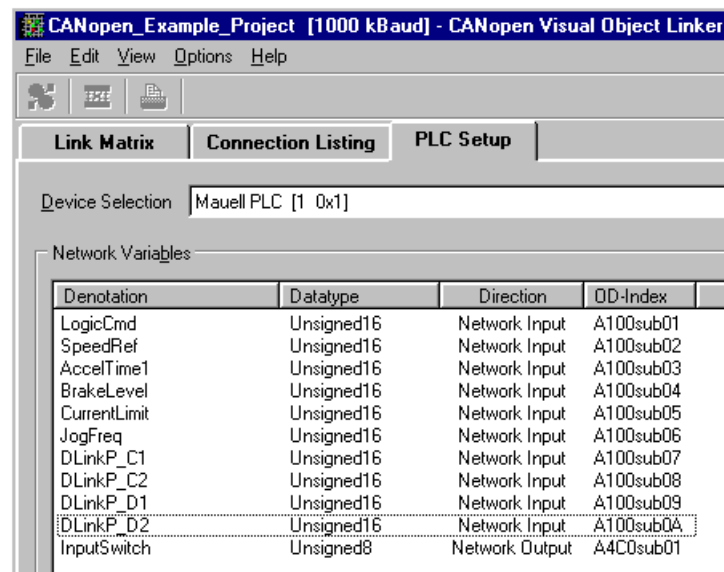 CANopen_Example_Project [1000 kBaud] - CANopen Visual Object Linker
File Edit View Options Help
Link Matrix Connection Listing PLC Setup
Device Selection Mauell PLC [1 0x1]
Network Variables
Denotation Datatype Direction OD-Index
LogicCmd Unsigned16 Network Input A100sub01
SpeedRef Unsigned16 Network Input A100sub02
AccelTime1 Unsigned16 Network Input A100sub03
BrakeLevel Unsigned16 Network Input A100sub04
CurrentLimit Unsigned16 Network Input A100sub05
JogFreq Unsigned16 Network Input A100sub06
DLinkP_C1 Unsigned16 Network Input A100sub07
DLinkP_C2 Unsigned16 Network Input A100sub08
DLinkP_D1 Unsigned16 Network Input A100sub09
DLinkP_D2 Unsigned16 Network Input A100sub0A
InputSwitch Unsigned8 Network Output A4C0sub01